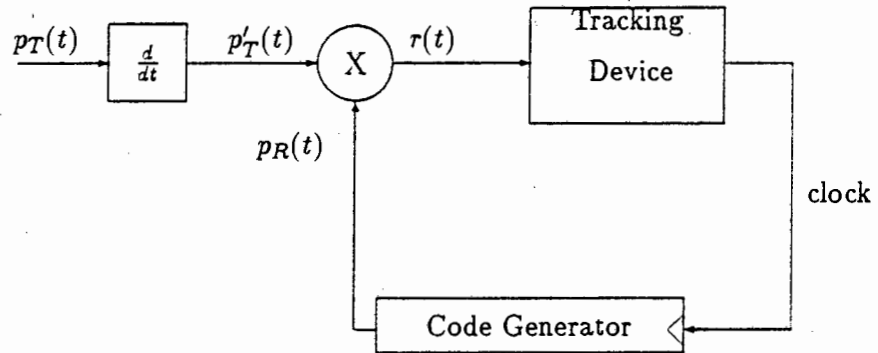 p_T(t)
d/dt
p'_T(t)
X
r(t)
Tracking
Device
p_R(t)
clock
Code Generator